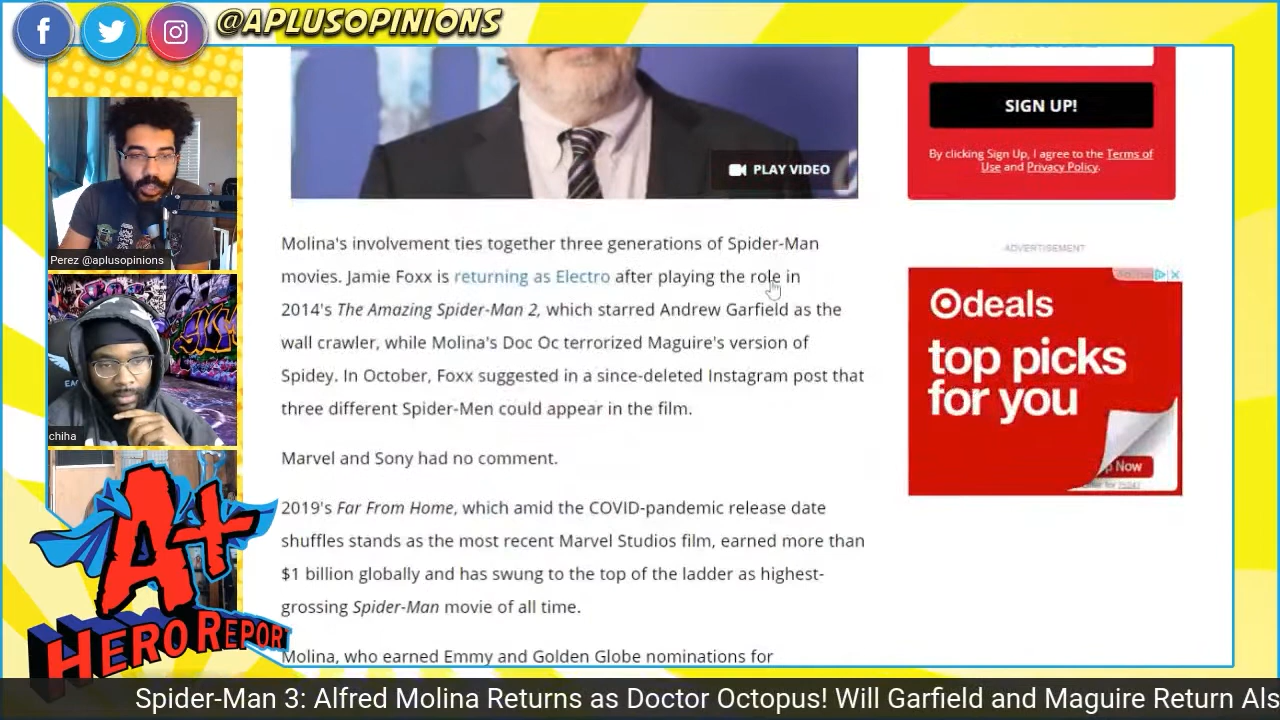 @APLUSOPINIONS
SIGN UP!
By clicking Sign Up, I agree to the Terms of
Use and Privacy Policy.
PLAY VIDEO
Perez @aplusopinions
chiha
Molina's involvement ties together three generations of Spider-Man
movies. Jamie Foxx is returning as Electro after playing the role in
2014's The Amazing Spider-Man 2, which starred Andrew Garfield as the
wall crawler, while Molina's Doc Oc terrorized Maguire's version of
Spidey. In October, Foxx suggested in a since-deleted Instagram post that
three different Spider-Men could appear in the film.
Marvel and Sony had no comment.
2019's Far From Home, which amid the COVID-pandemic release date
shuffles stands as the most recent Marvel Studios film, earned more than
$1 billion globally and has swung to the top of the ladder as highest-
grossing Spider-Man movie of all time.
Molina, who earned Emmy and Golden Globe nominations for
ADVERTISEMENT
deals
top picks
for you
p Now
A+
HERO REPORT
Spider-Man 3: Alfred Molina Returns as Doctor Octopus! Will Garfield and Maguire Return Als